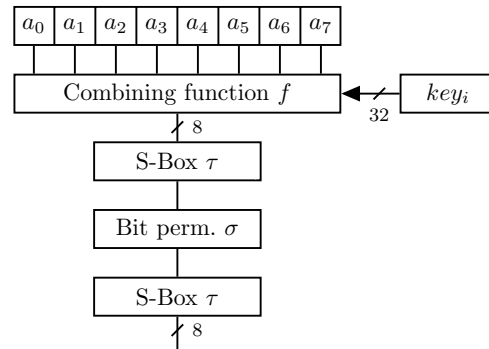 a₀ a₁ a₂ a₃ a₄ a₅ a₆ a₇
Combining function f
keyᵢ
32
8
S-Box τ
Bit perm. σ
S-Box τ
8